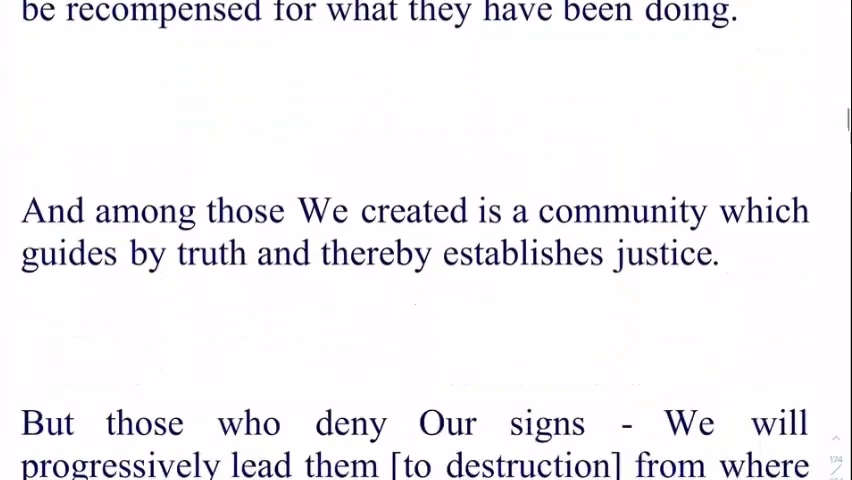 be recompensed for what they have been doing.
And among those We created is a community which
guides by truth and thereby establishes justice.
But those who deny Our signs - We will
progressively lead them [to destruction] from where
174